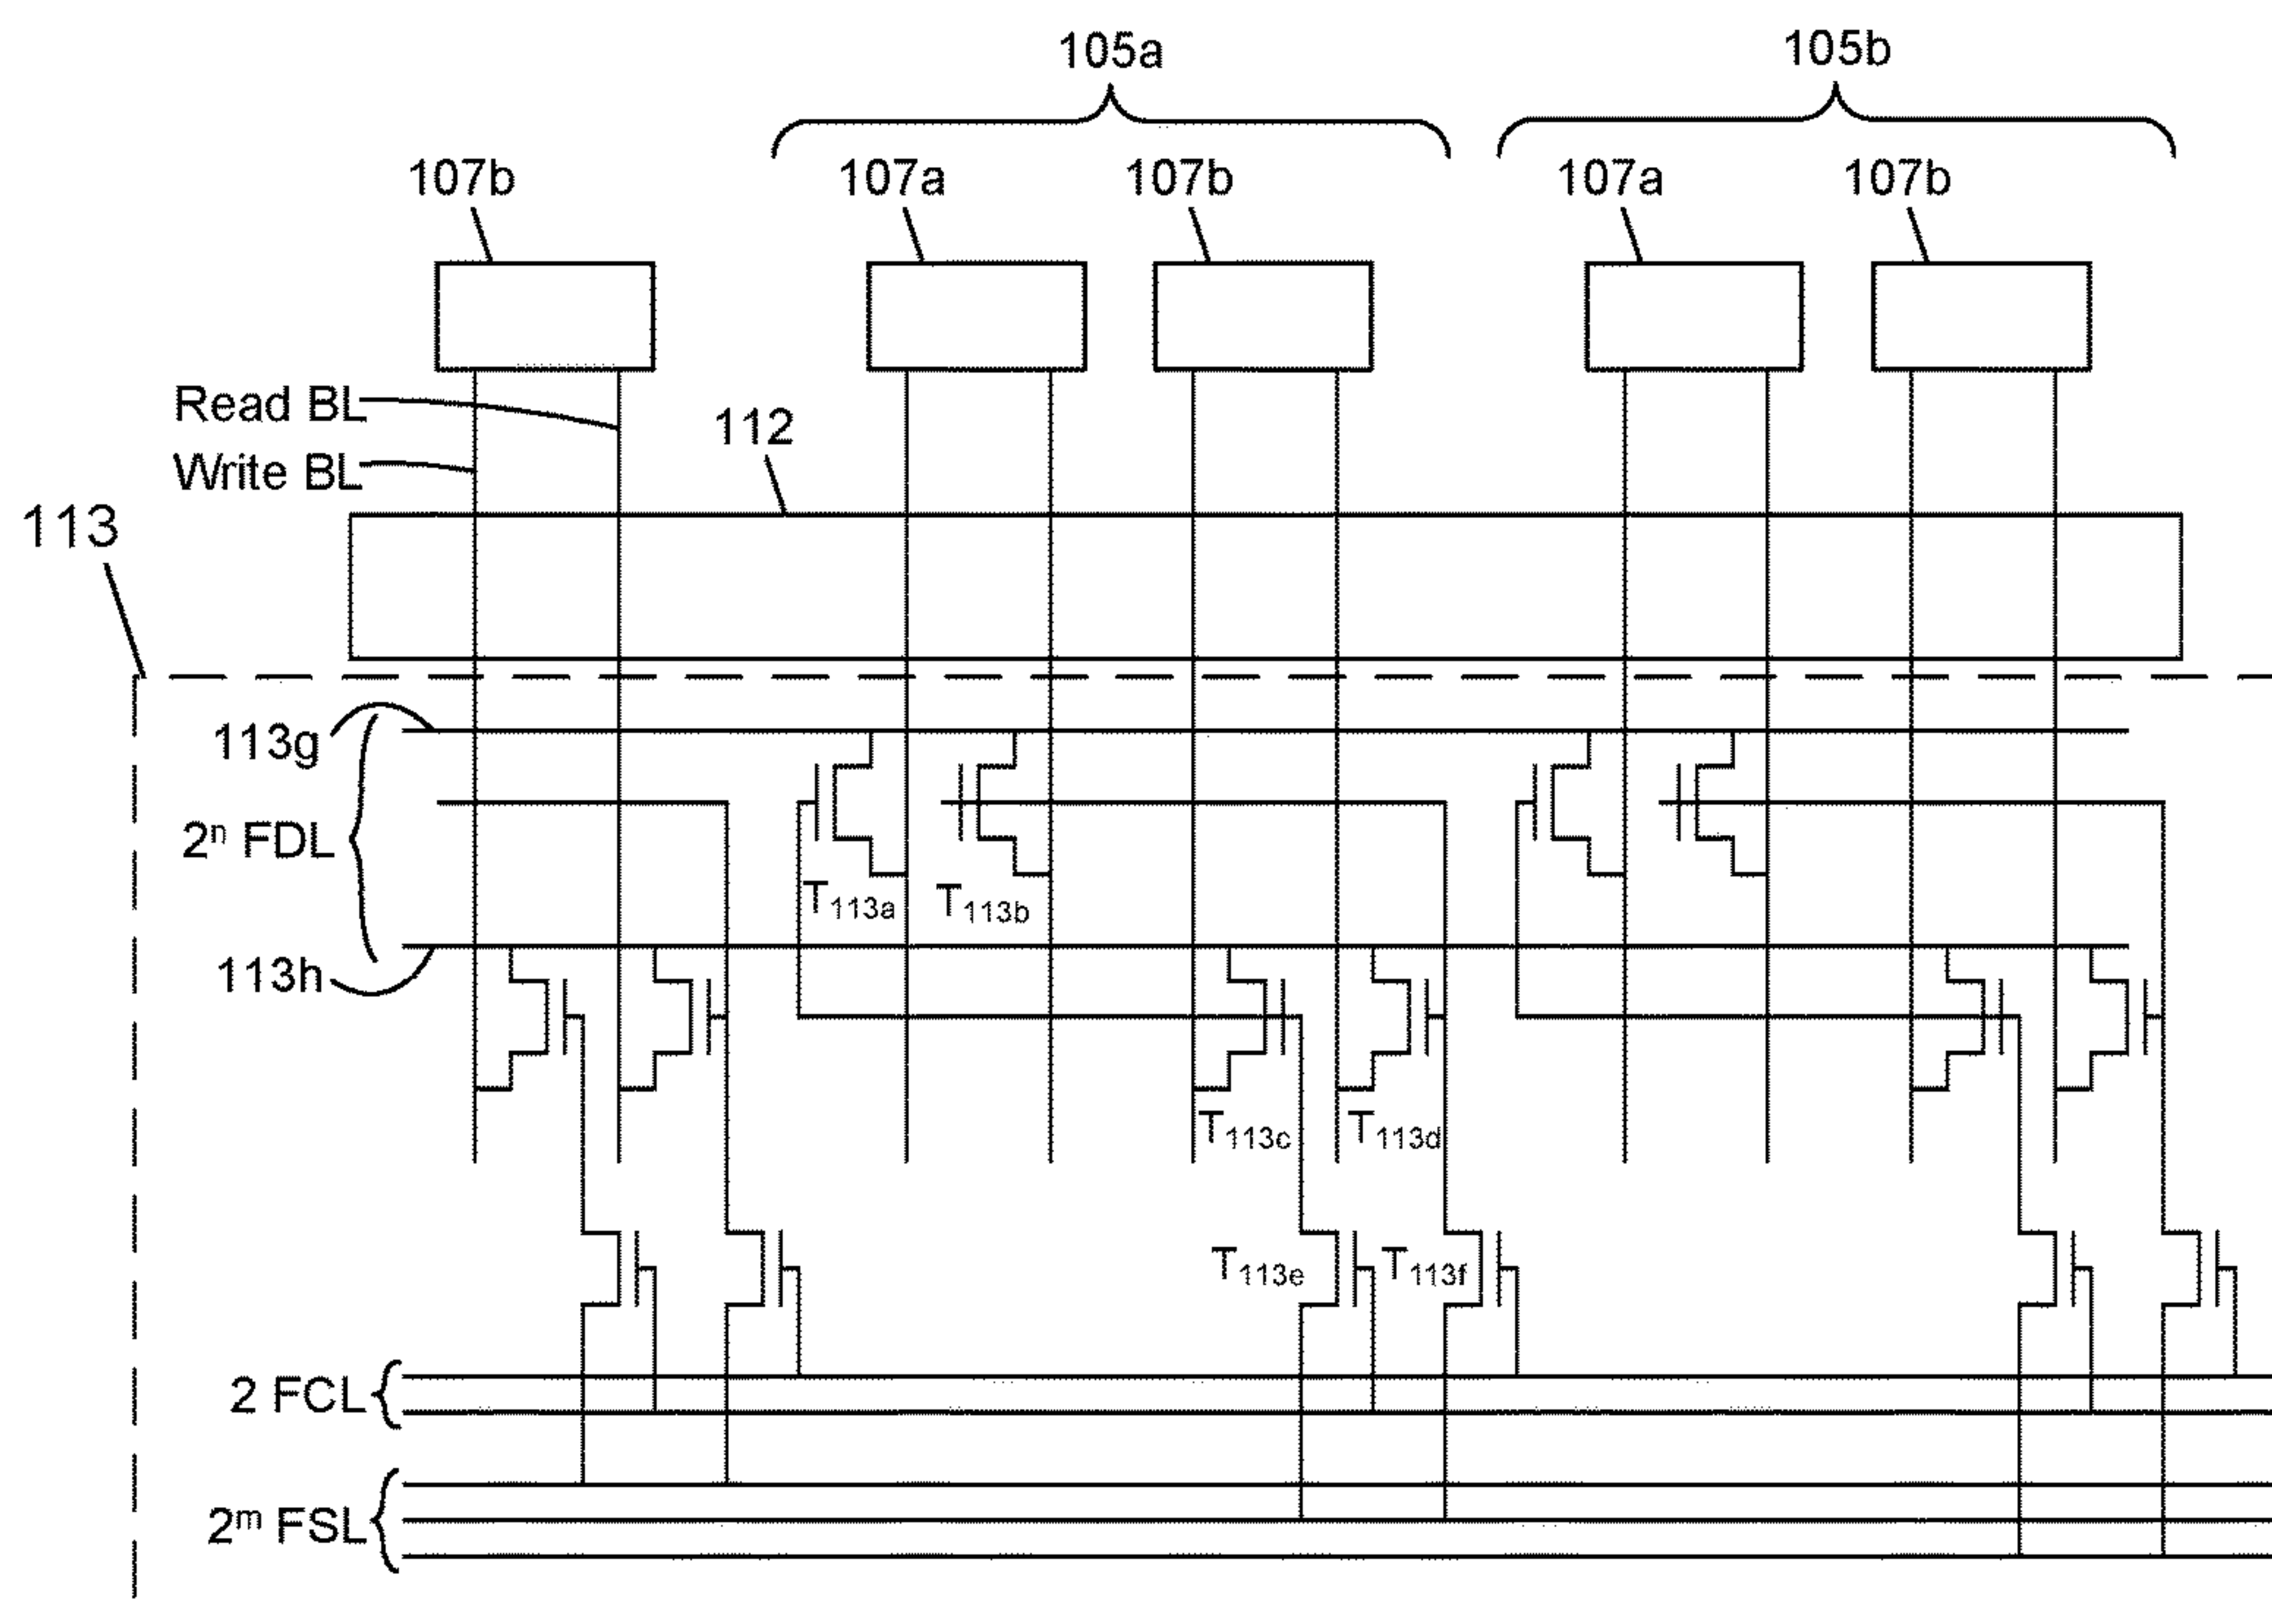 105a
105b
107b
107a
107b
107a
107b
Read BL
112
Write BL
113
113g
2ⁿ FDL
T₁₁₃ₐ
T₁₁₃b
113h
T₁₁₃c
T₁₁₃d
T₁₁₃ₑ
T₁₁₃f
2 FCL
2ᵐ FSL